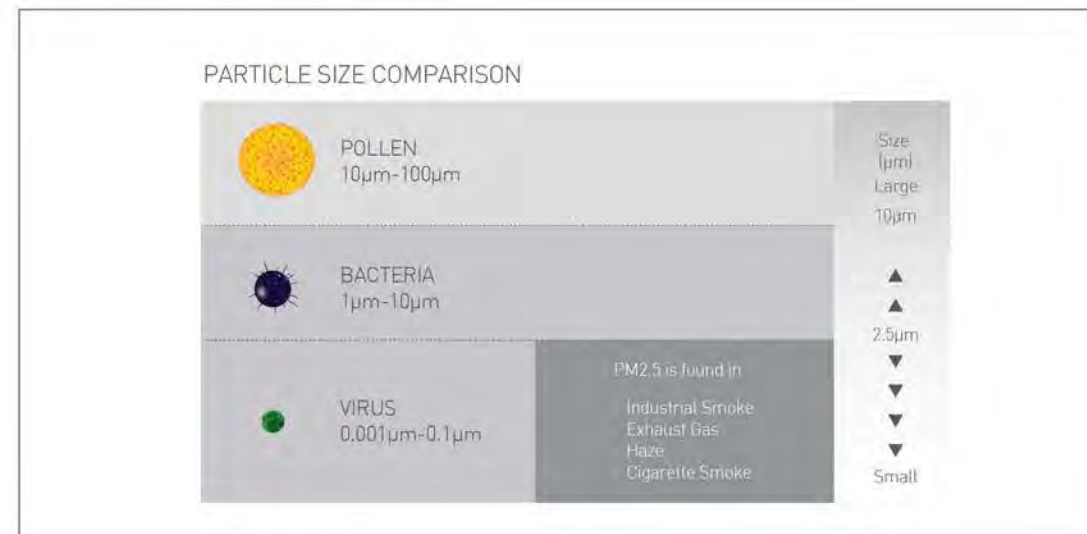 PARTICLE SIZE COMPARISON
POLLEN
10µm-100µm
BACTERIA
1µm-10µm
VIRUS
0.001µm-0.1µm
PM2.5 is found in
Industrial Smoke
Exhaust Gas
Haze
Cigarette Smoke
Size
(µm)
Large
10µm
2.5µm
Small